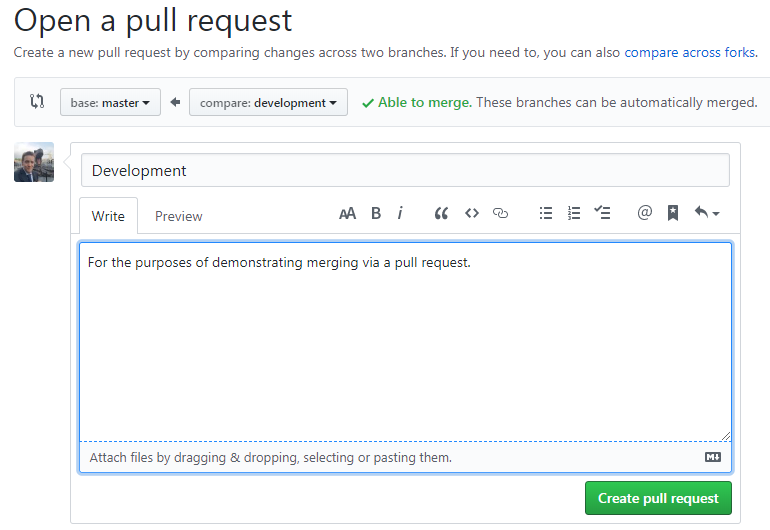 Open a pull request
Create a new pull request by comparing changes across two branches. If you need to, you can also compare across forks.
base: master compare: development Able to merge. These branches can be automatically merged.
Development
Write Preview AA B i @
For the purposes of demonstrating merging via a pull request.
Attach files by dragging & dropping, selecting or pasting them.
Create pull request